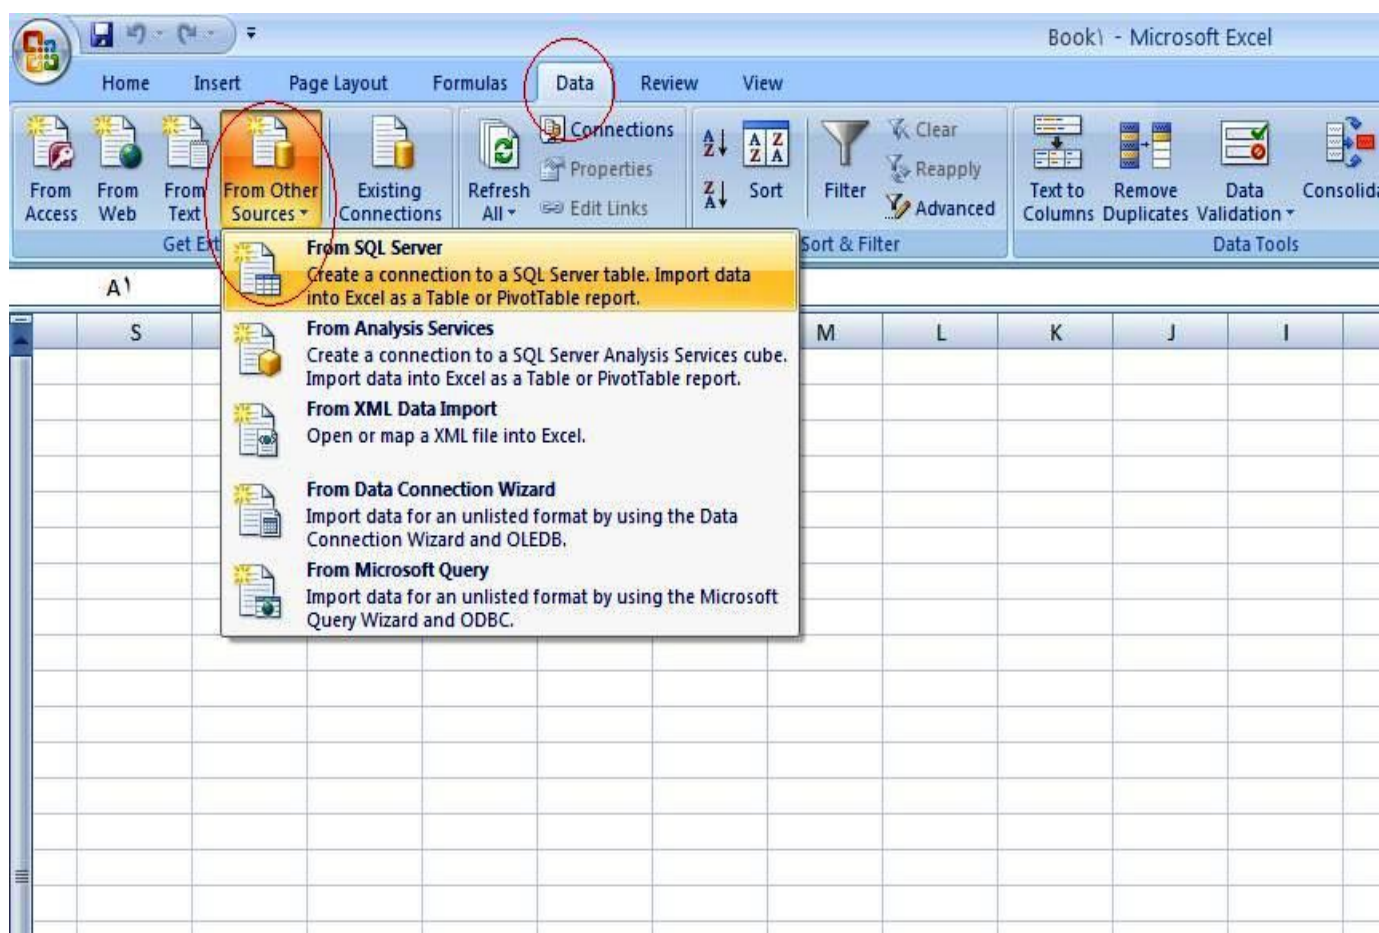 Book۱ - Microsoft Excel
Home Insert Page Layout Formulas Data Review View
From Access
From Web
From Text
From Other Sources
Existing Connections
Refresh All
Connections
Properties
Edit Links
Sort
Filter
Clear
Reapply
Advanced
Text to Columns
Remove Duplicates
Data Validation
Consolida
Get Ext
Sort & Filter
Data Tools
A۱
From SQL Server
Create a connection to a SQL Server table. Import data
into Excel as a Table or PivotTable report.
From Analysis Services
Create a connection to a SQL Server Analysis Services cube.
Import data into Excel as a Table or PivotTable report.
From XML Data Import
Open or map a XML file into Excel.
From Data Connection Wizard
Import data for an unlisted format by using the Data
Connection Wizard and OLEDB.
From Microsoft Query
Import data for an unlisted format by using the Microsoft
Query Wizard and ODBC.
S M L K J I